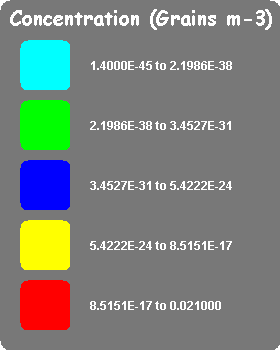 Concentration (Grains m-3)
1.4000E-45 to 2.1986E-38
2.1986E-38 to 3.4527E-31
3.4527E-31 to 5.4222E-24
5.4222E-24 to 8.5151E-17
8.5151E-17 to 0.021000